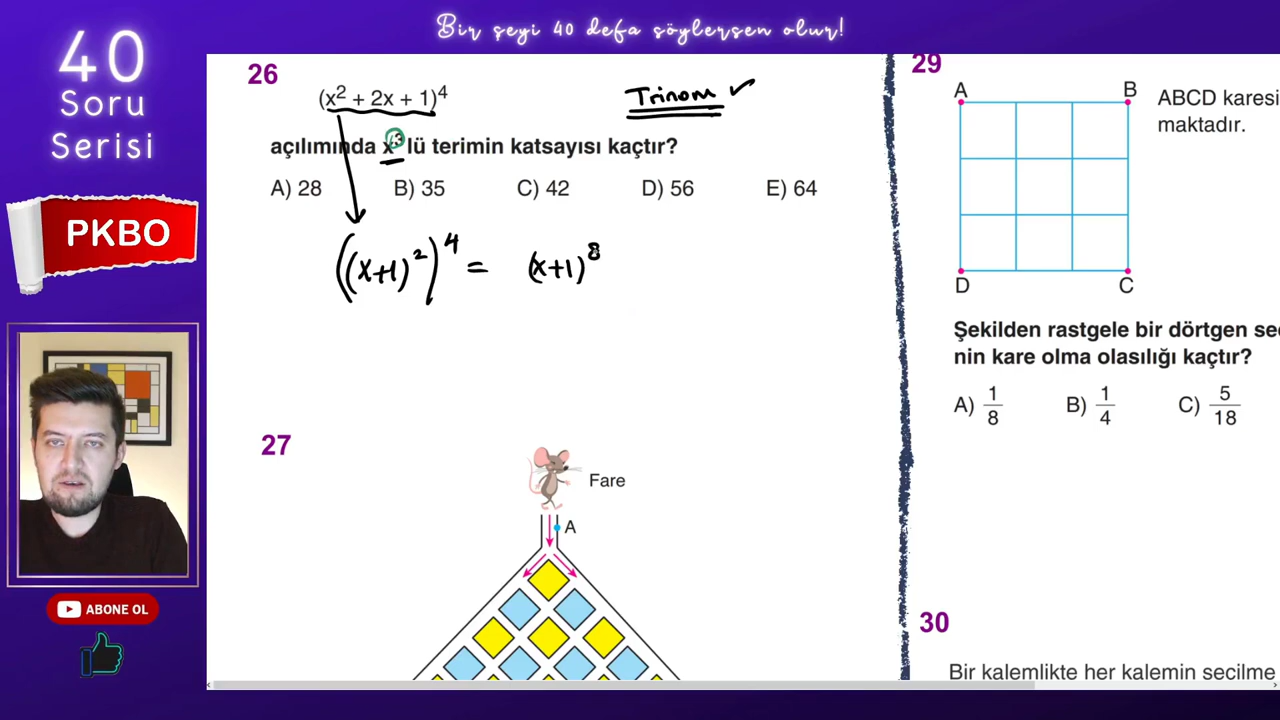 Bir şeyi 40 defa söylersen olur!
40
Soru
Serisi
PKBO
ABONE OL
26
(x² + 2x + 1)⁴
Trinom ✓
açılımında x³ lü terimin katsayısı kaçtır?
A) 28 B) 35 C) 42 D) 56 E) 64
((x+1)²)⁴ = (x+1)⁸
27
Fare
A
29
A B
D C
ABCD karesi
maktadır.
Şekilden rastgele bir dörtgen se
nin kare olma olasılığı kaçtır?
A) 1/8 B) 1/4 C) 5/18
30
Bir kalemlikte her kalemin secilme